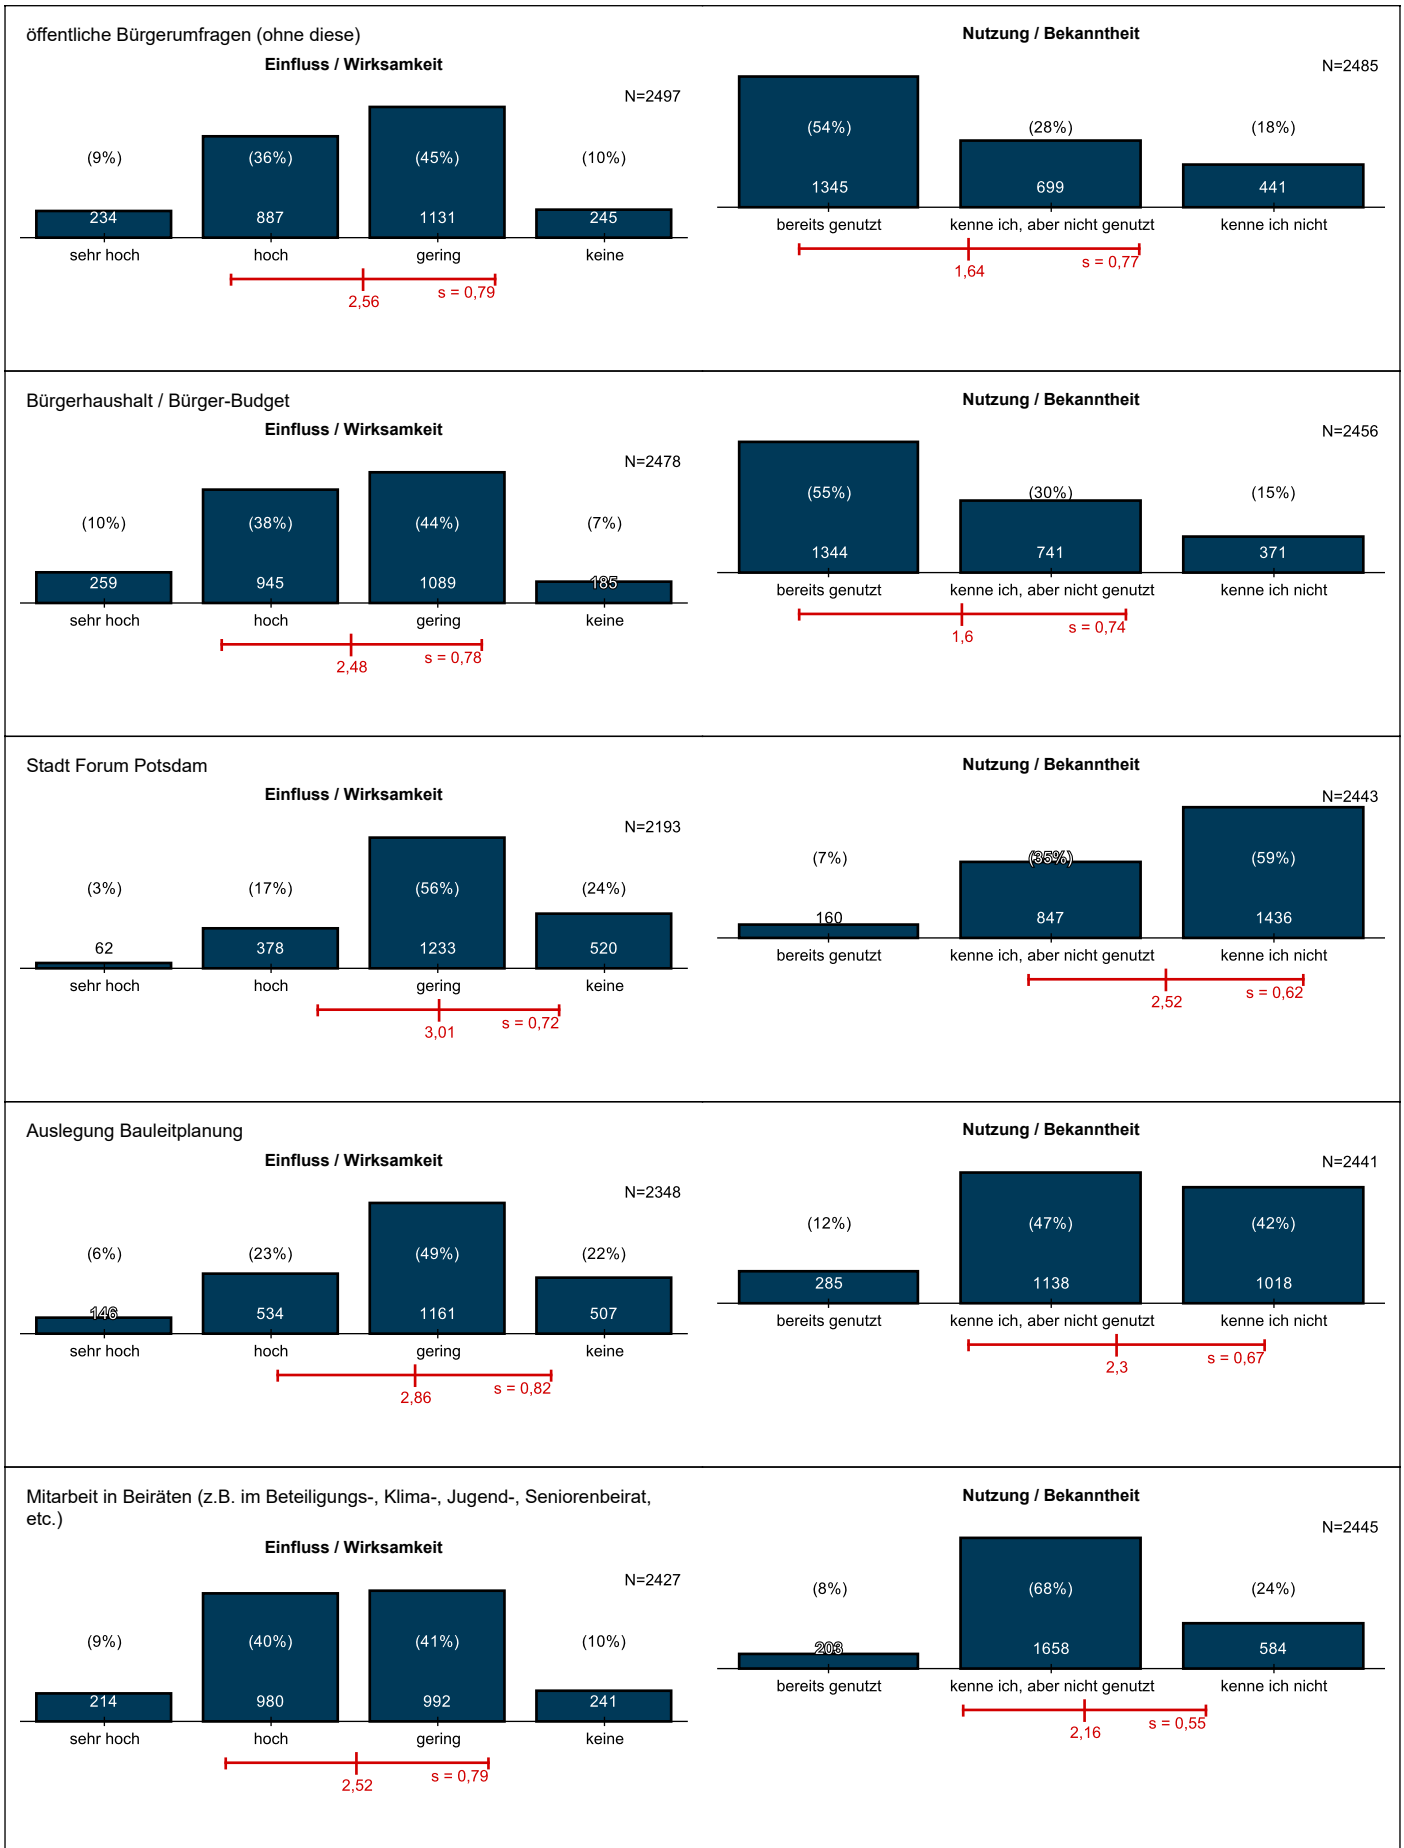 öffentliche Bürgerumfragen (ohne diese)
Einfluss / Wirksamkeit
N=2497
(9%) (36%) (45%) (10%)
234 887 1131 245
sehr hoch hoch gering keine
2,56 s = 0,79
Nutzung / Bekanntheit
N=2485
(54%) (28%) (18%)
1345 699 441
bereits genutzt kenne ich, aber nicht genutzt kenne ich nicht
1,64 s = 0,77
Bürgerhaushalt / Bürger-Budget
Einfluss / Wirksamkeit
N=2478
(10%) (38%) (44%) (7%)
259 945 1089 185
sehr hoch hoch gering keine
2,48 s = 0,78
Nutzung / Bekanntheit
N=2456
(55%) (30%) (15%)
1344 741 371
bereits genutzt kenne ich, aber nicht genutzt kenne ich nicht
1,6 s = 0,74
Stadt Forum Potsdam
Einfluss / Wirksamkeit
N=2193
(3%) (17%) (56%) (24%)
62 378 1233 520
sehr hoch hoch gering keine
3,01 s = 0,72
Nutzung / Bekanntheit
N=2443
(7%) (35%) (59%)
160 847 1436
bereits genutzt kenne ich, aber nicht genutzt kenne ich nicht
2,52 s = 0,62
Auslegung Bauleitplanung
Einfluss / Wirksamkeit
N=2348
(6%) (23%) (49%) (22%)
146 534 1161 507
sehr hoch hoch gering keine
2,86 s = 0,82
Nutzung / Bekanntheit
N=2441
(12%) (47%) (42%)
285 1138 1018
bereits genutzt kenne ich, aber nicht genutzt kenne ich nicht
2,3 s = 0,67
Mitarbeit in Beiräten (z.B. im Beteiligungs-, Klima-, Jugend-, Seniorenbeirat,
etc.)
Einfluss / Wirksamkeit
N=2427
(9%) (40%) (41%) (10%)
214 980 992 241
sehr hoch hoch gering keine
2,52 s = 0,79
Nutzung / Bekanntheit
N=2445
(8%) (68%) (24%)
203 1658 584
bereits genutzt kenne ich, aber nicht genutzt kenne ich nicht
2,16 s = 0,55